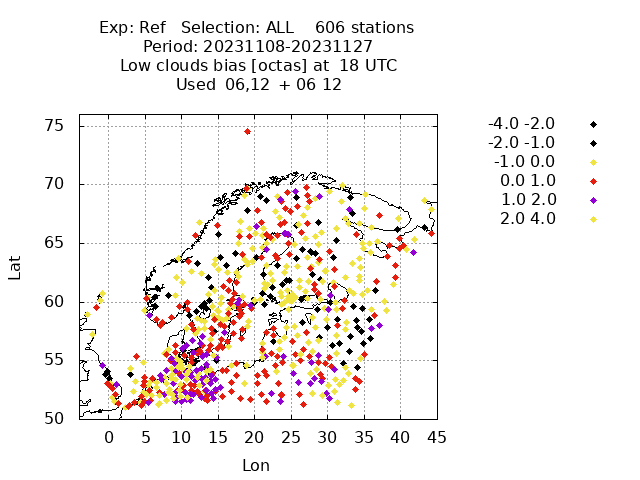 Exp: Ref   Selection: ALL    606 stations
Period: 20231108-20231127
Low clouds bias [octas] at  18 UTC
Used  06,12  + 06 12
-4.0 -2.0
-2.0 -1.0
-1.0 0.0
0.0 1.0
1.0 2.0
2.0 4.0
75
70
65
60
55
50
Lat
0 5 10 15 20 25 30 35 40 45
Lon